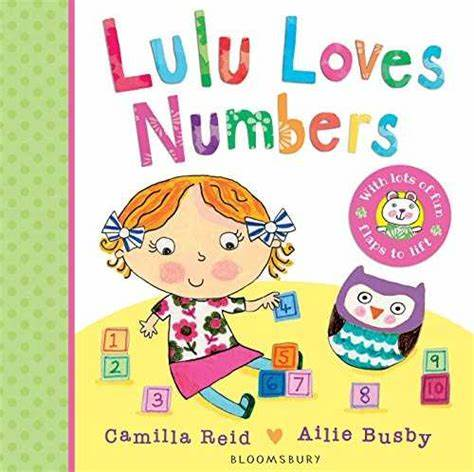 Lulu Loves
Numbers
With lots of fun
flaps to lift
1
2
3
4
5
6
7
8
9
10
Camilla Reid
Ailie Busby
BLOOMSBURY